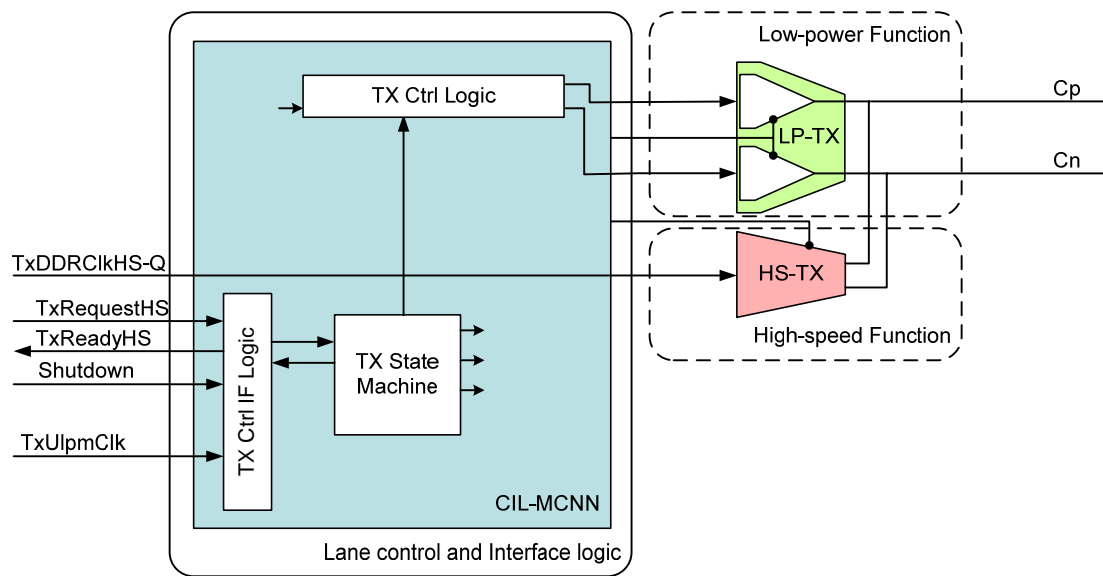 Low-power Function
TX Ctrl Logic
Cp
LP-TX
Cn
TxDDRClkHS-Q
HS-TX
TxRequestHS
TxReadyHS
High-speed Function
Shutdown
TX Ctrl IF Logic
TX State
Machine
TxUlpmClk
CIL-MCNN
Lane control and Interface logic